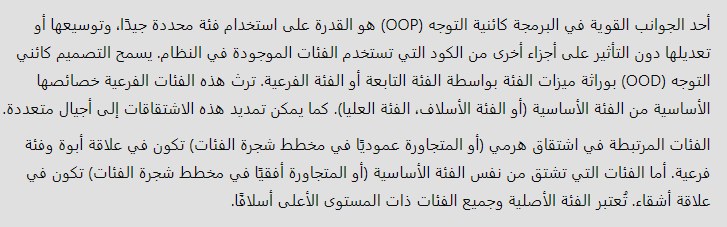 أحد الجوانب القوية في البرمجة كائنية التوجه (OOP) هو القدرة على استخدام فئة محددة جيدًا، وتوسيعها أو
تعديلها دون التأثير على أجزاء أخرى من الكود التي تستخدم الفئات الموجودة في النظام. يسمح التصميم كائني
التوجه (OOD) بوراثة ميزات الفئة بواسطة الفئة التابعة أو الفئة الفرعية. ترث هذه الفئات الفرعية خصائصها
الأساسية من الفئة الأساسية (أو الفئة الأسلاف، الفئة العليا). كما يمكن تمديد هذه الاشتقاقات إلى أجيال متعددة.
الفئات المرتبطة في اشتقاق هرمي (أو المتجاورة عموديًا في مخطط شجرة الفئات) تكون في علاقة أبوة وفئة
فرعية. أما الفئات التي تشتق من نفس الفئة الأساسية (أو المتجاورة أفقيًا في مخطط شجرة الفئات) تكون في
علاقة أشقاء. تُعتبر الفئة الأصلية وجميع الفئات ذات المستوى الأعلى أسلافًا.